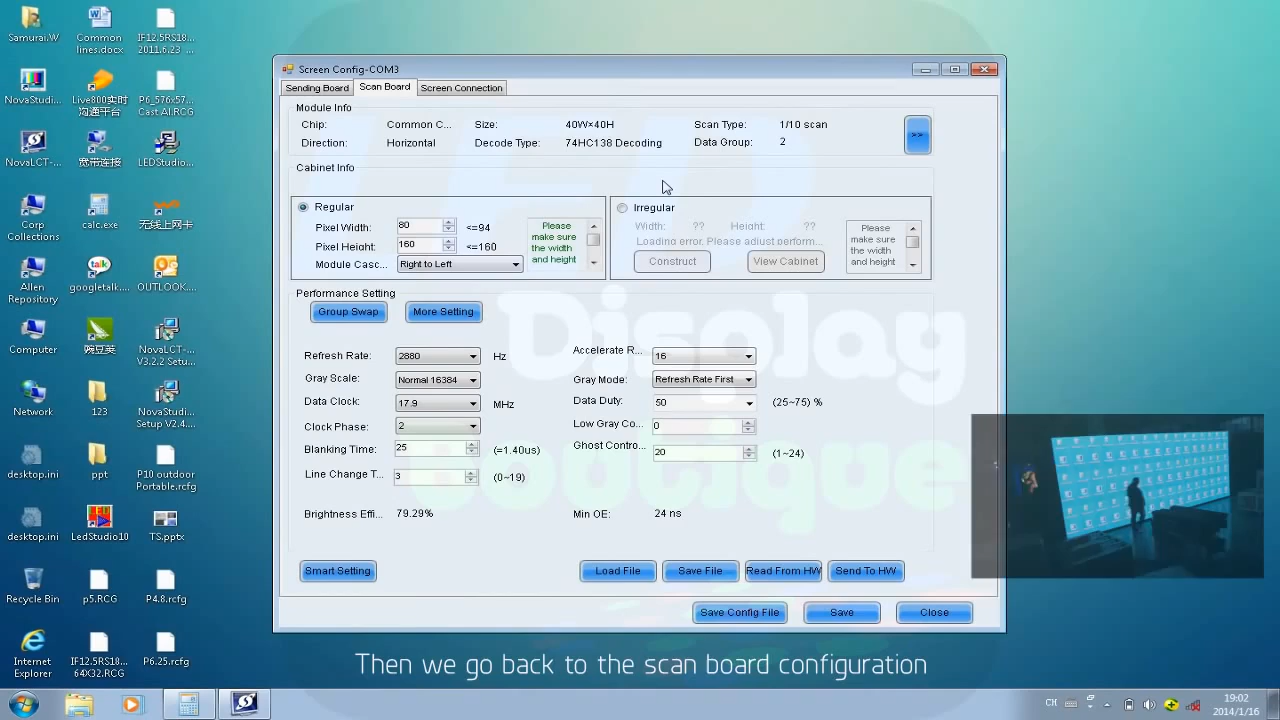 Samurai.W
Common lines.docx
IF12.5RS18... 2011.6.23 ...
NovaStudi...
Live800实时沟通平台
P6_576x57... Cast Al.RCG
NovaLCT-...
宽带连接
LEDStudio...
Corp Collections
calc.exe
无线上网卡
Allen Repository
googletalk....
OUTLOOK....
Computer
豌豆荚
NovaLCT-... V3.2.2 Setu...
Network
123
NovaStudi... Setup V2.4....
desktop.ini
ppt
P10 outdoor Portable.rcfg
desktop.ini
LedStudio10
TS.pptx
Recycle Bin
p5.RCG
P4.8.rcfg
Internet Explorer
IF12.5RS18... 64X32.RCG
P6.25.rcfg
Screen Config-COM3
Sending Board Scan Board Screen Connection
Module Info
Chip: Common C... Size: 40W×40H Scan Type: 1/10 scan
Direction: Horizontal Decode Type: 74HC138 Decoding Data Group: 2
>>
Cabinet Info
Regular
Pixel Width: 80 <=94
Pixel Height: 160 <=160
Module Casc... Right to Left
Please make sure the width and height
Irregular
Width: ?? Height: ??
Loading error. Please adjust perform...
Construct View Cabinet
Please make sure the width and height
Performance Setting
Group Swap More Setting
Refresh Rate: 2880 Hz Accelerate R... 16
Gray Scale: Normal 16384 Gray Mode: Refresh Rate First
Data Clock: 17.9 MHz Data Duty: 50 (25~75) %
Clock Phase: 2 Low Gray Co... 0
Blanking Time: 25 (=1.40us) Ghost Contro... 20 (1~24)
Line Change T... 3 (0~19)
Brightness Effi... 79.29% Min OE: 24 ns
Smart Setting Load File Save File Read From HW Send To HW
Save Config File Save Close
Display
Boutique
Then we go back to the scan board configuration
CH
19:02
2014/1/16